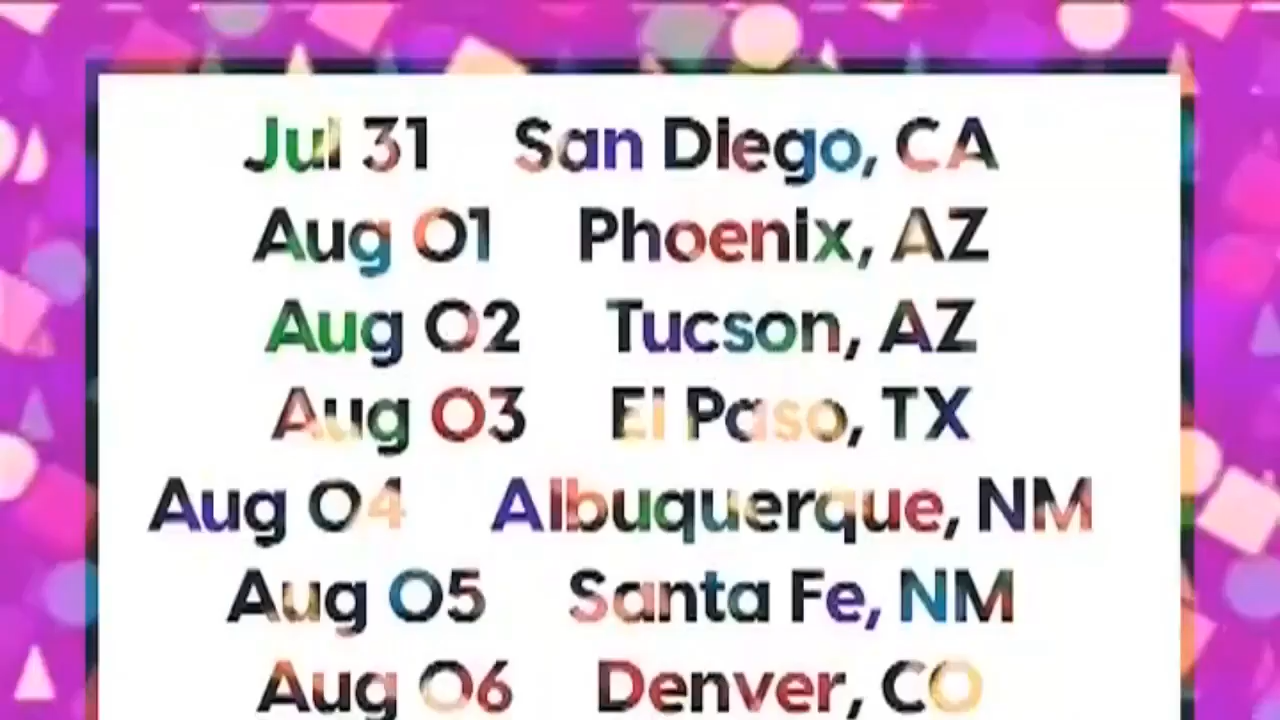 Jul 31 San Diego, CA
Aug 01 Phoenix, AZ
Aug 02 Tucson, AZ
Aug 03 El Paso, TX
Aug 04 Albuquerque, NM
Aug 05 Santa Fe, NM
Aug 06 Denver, CO